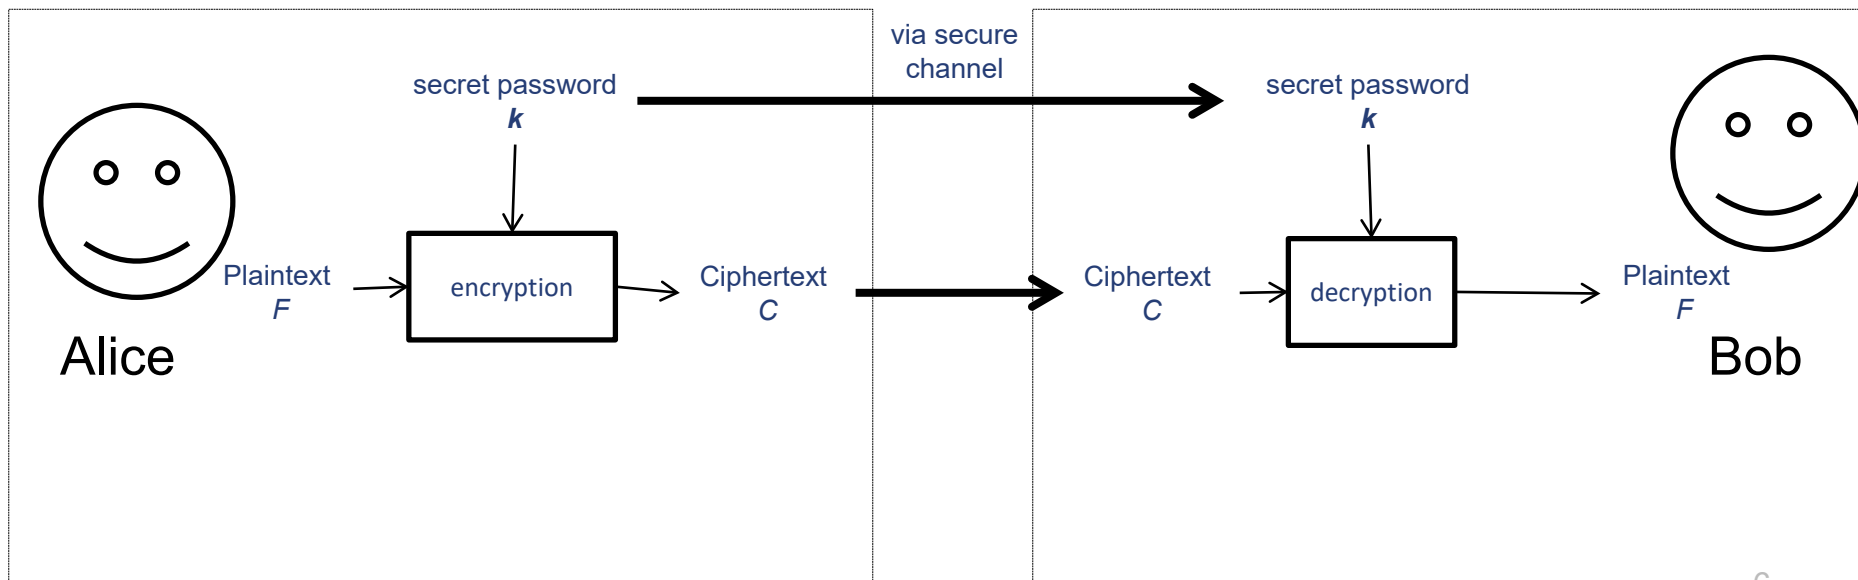 via secure
channel
secret password
k
secret password
k
Plaintext
F
encryption
Ciphertext
C
Ciphertext
C
decryption
Plaintext
F
Alice
Bob